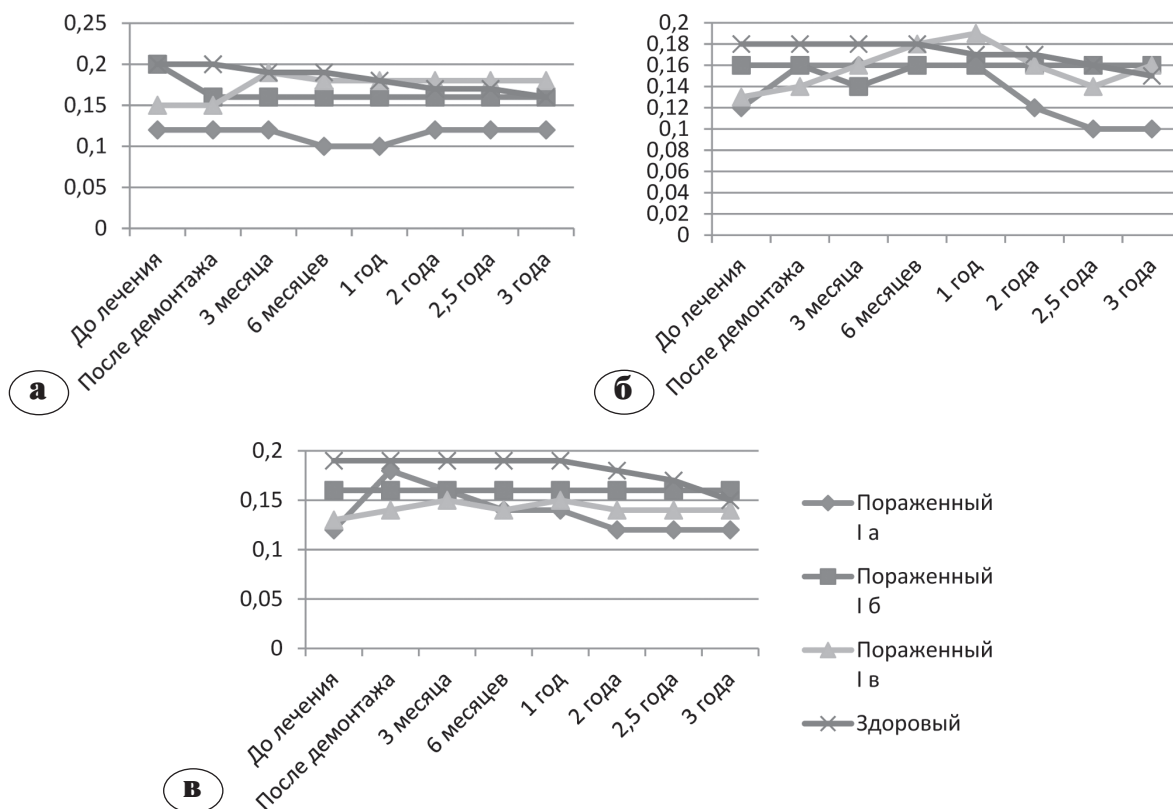 0,25
0,2
0,15
0,1
0,05
0
До лечения
После демонтажа
3 месяца
6 месяцев
1 год
2 года
2,5 года
3 года
а
0,2
0,18
0,16
0,14
0,12
0,1
0,08
0,06
0,04
0,02
0
До лечения
После демонтажа
3 месяца
6 месяцев
1 год
2 года
2,5 года
3 года
б
0,2
0,15
0,1
0,05
0
До лечения
После демонтажа
3 месяца
6 месяцев
1 год
2 года
2,5 года
3 года
в
Пораженный
I а
Пораженный
I б
Пораженный
I в
Здоровый